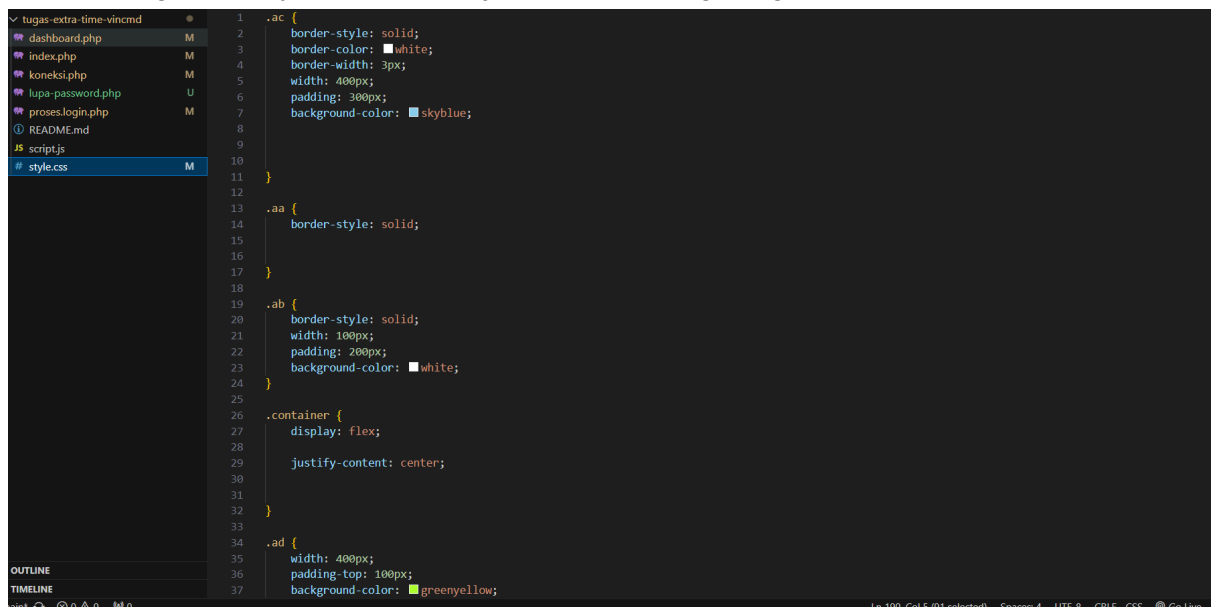 tugas-extra-time-vincmd
dashboard.php M
index.php M
koneksi.php M
lupa-password.php U
proses.login.php M
README.md
JS script.js
# style.css M
OUTLINE
TIMELINE
1 .ac {
2 border-style: solid;
3 border-color: white;
4 border-width: 3px;
5 width: 400px;
6 padding: 300px;
7 background-color: skyblue;
8
9
10
11 }
12
13 .aa {
14 border-style: solid;
15
16
17 }
18
19 .ab {
20 border-style: solid;
21 width: 100px;
22 padding: 200px;
23 background-color: white;
24 }
25
26 .container {
27 display: flex;
28
29 justify-content: center;
30
31
32 }
33
34 .ad {
35 width: 400px;
36 padding-top: 100px;
37 background-color: greenyellow;